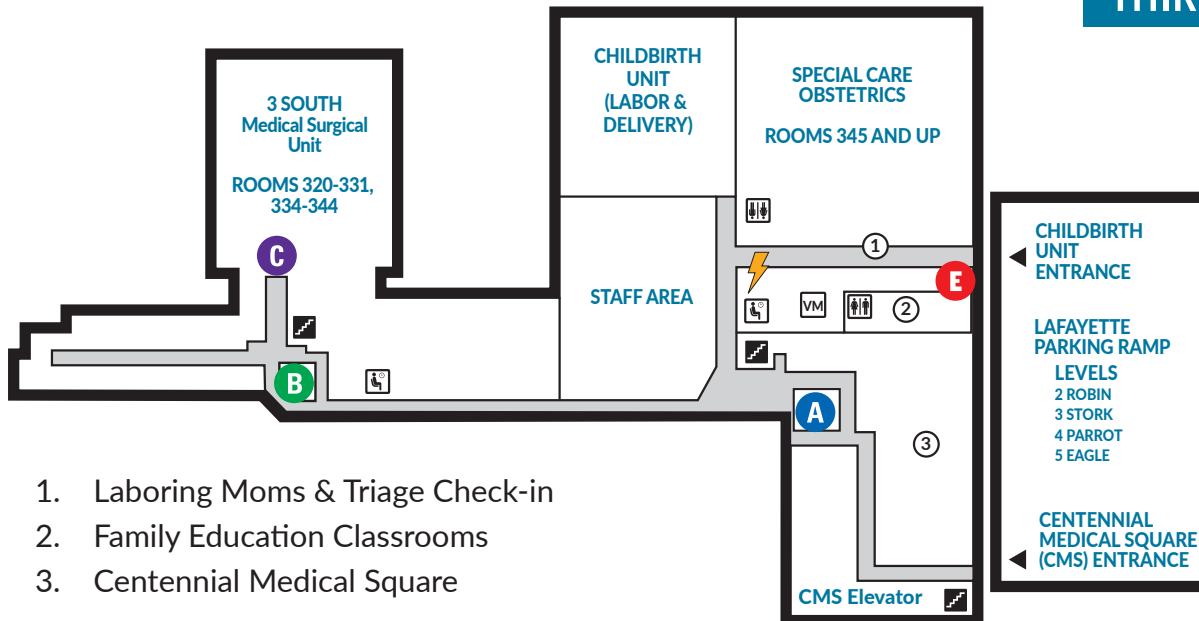 CHILDBIRTH
UNIT
(LABOR &
DELIVERY)
SPECIAL CARE
OBSTETRICS
ROOMS 345 AND UP
3 SOUTH
Medical Surgical
Unit
ROOMS 320-331,
334-344
C
1
E
STAFF AREA
VM
2
B
A
3
CHILDBIRTH
UNIT
ENTRANCE
LAFAYETTE
PARKING RAMP
LEVELS
2 ROBIN
3 STORK
4 PARROT
5 EAGLE
CENTENNIAL
MEDICAL SQUARE
(CMS) ENTRANCE
CMS Elevator
1. Laboring Moms & Triage Check-in
2. Family Education Classrooms
3. Centennial Medical Square